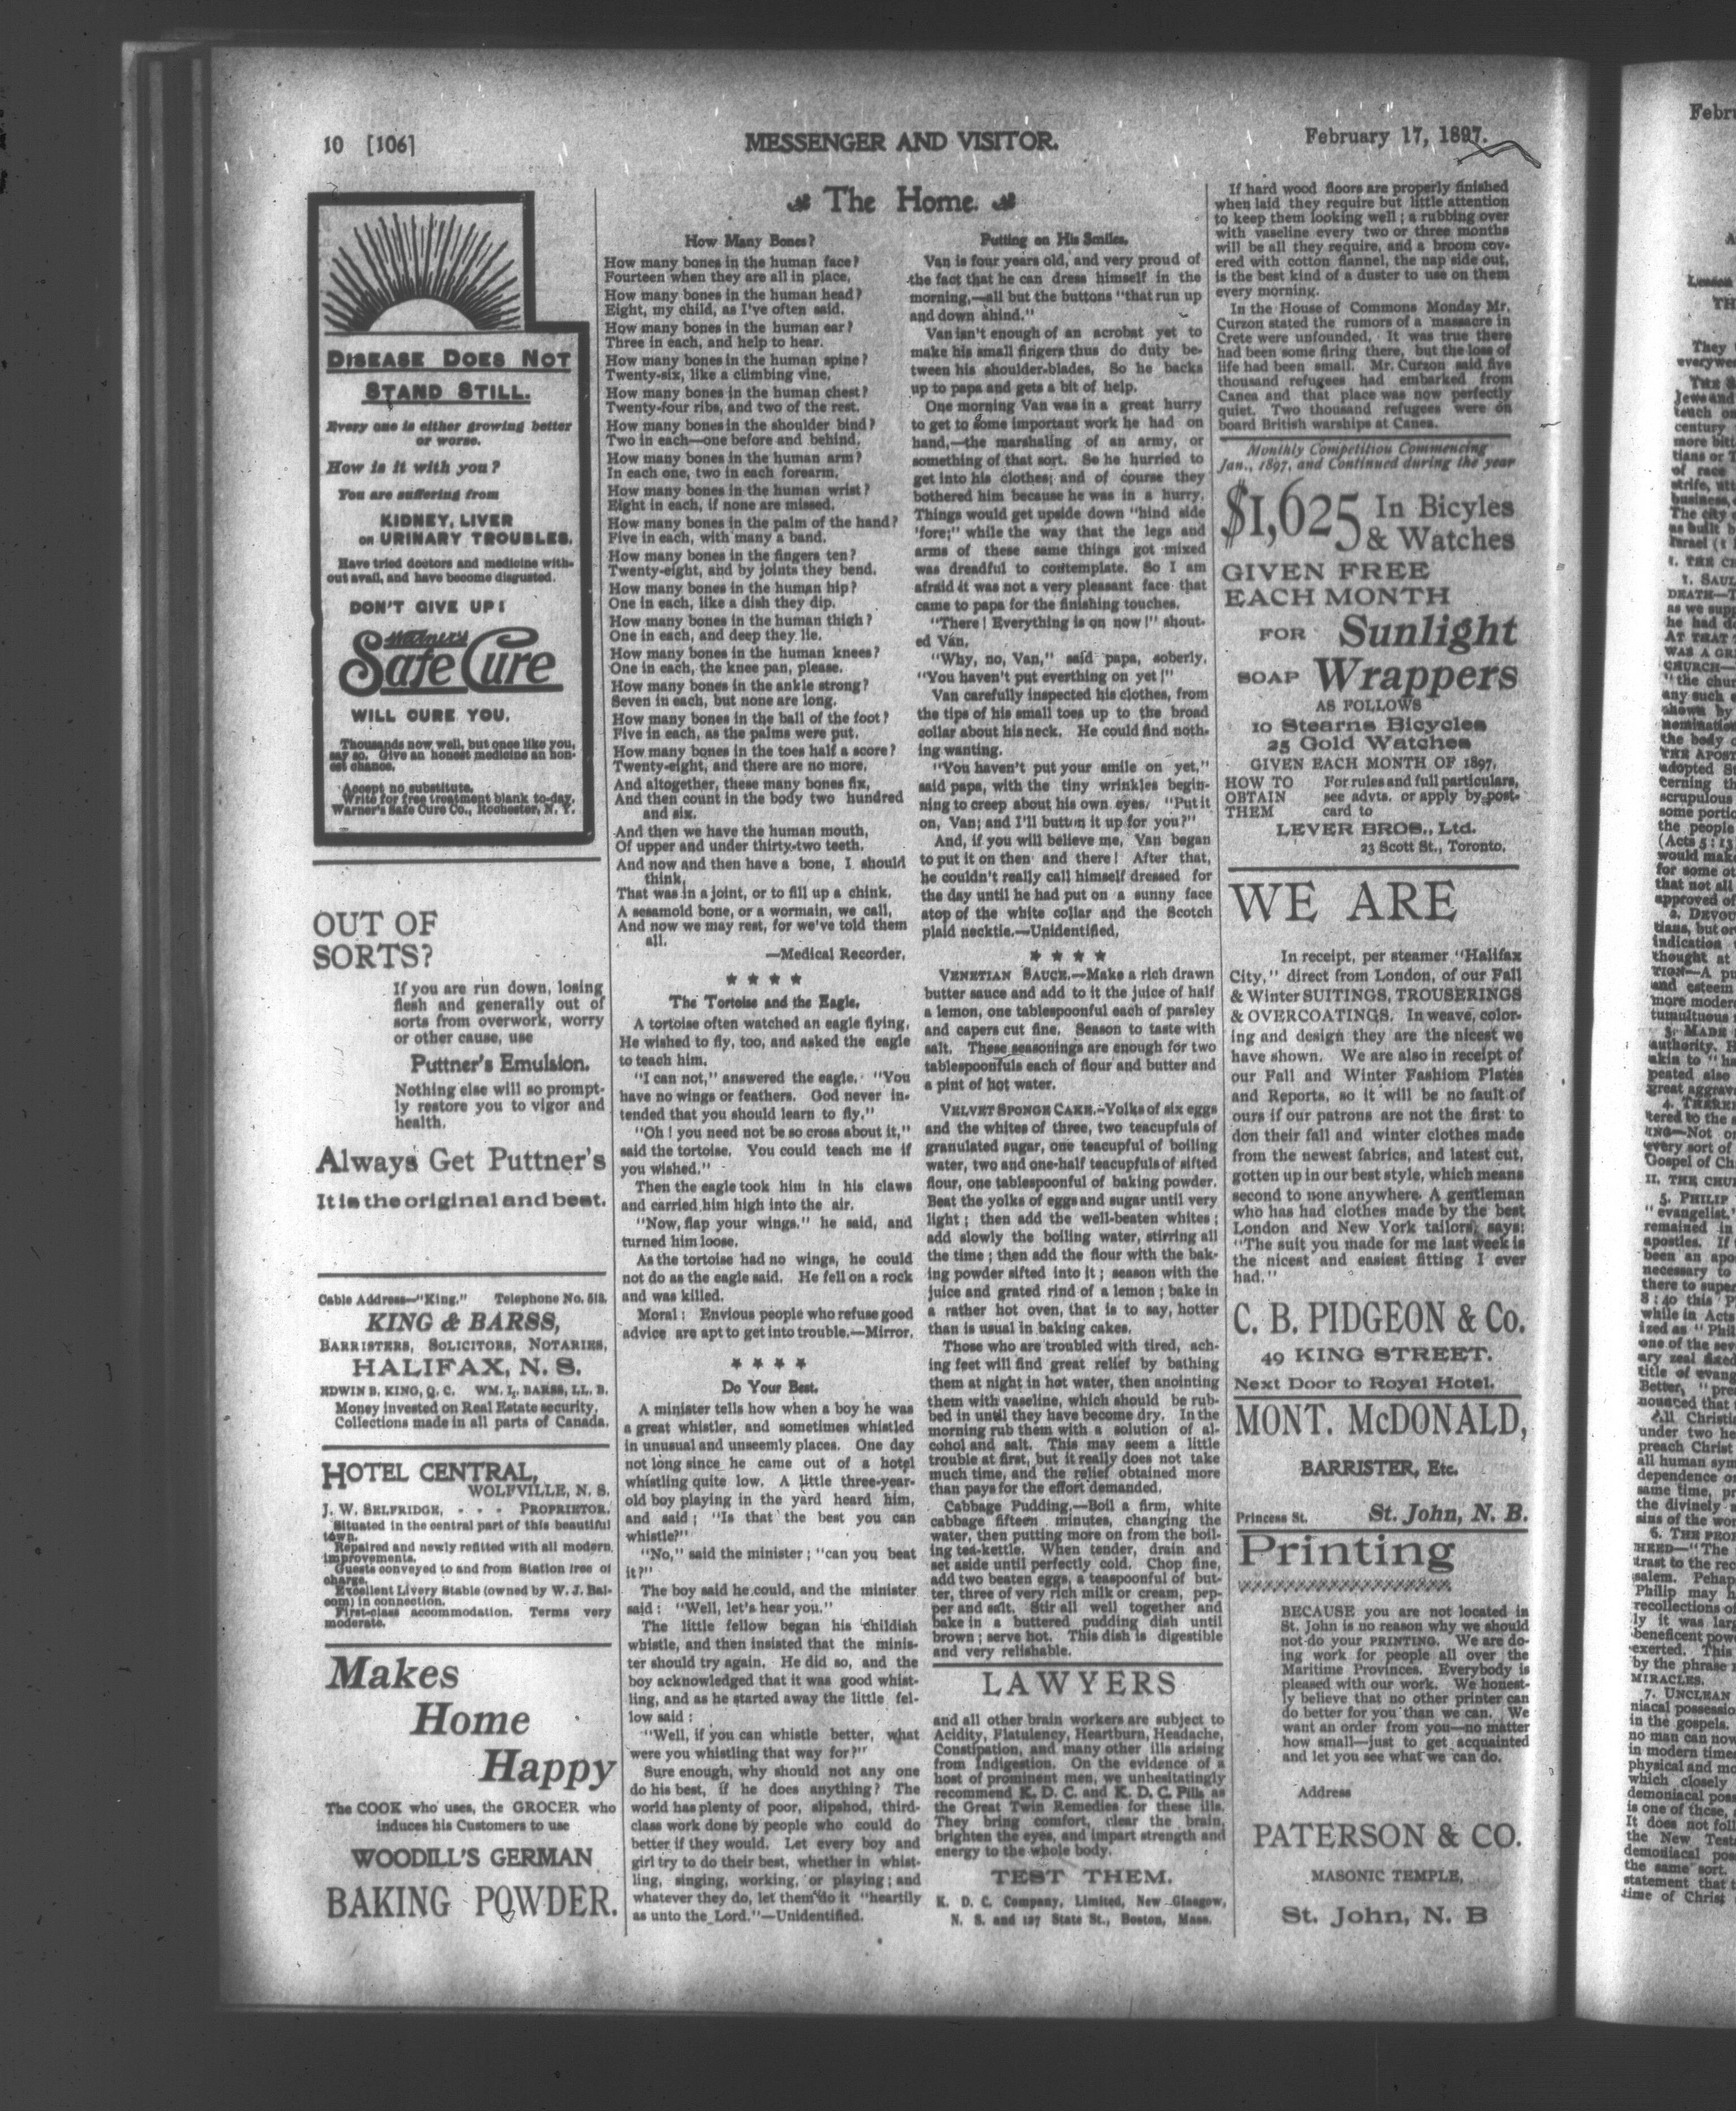 10 [106]
MESSENGER AND VISITOR.
February 17, 1897.
DISEASE DOES NOT
STAND STILL.
Every one is either growing better
or worse.
How is it with you?
You are suffering from
KIDNEY, LIVER
OR URINARY TROUBLES.
Have tried doctors and medicine with-
out avail, and have become disgusted.
DON'T GIVE UP!
Warner's
Safe Cure
WILL CURE YOU.
Thousands now well, but once like you,
say so. Give an honest medicine an hon-
est chance.
Accept no substitute.
Write for free treatment blank to-day.
Warner's Safe Cure Co., Rochester, N. Y.
OUT OF
SORTS?
If you are run down, losing
flesh and generally out of
sorts from overwork, worry
or other cause, use
Puttner's Emulsion.
Nothing else will so prompt-
ly restore you to vigor and
health.
Always Get Puttner's
It is the original and best.
Cable Address—"King." Telephone No. 513.
KING & BARSS,
BARRISTERS, SOLICITORS, NOTARIES,
HALIFAX, N. S.
EDWIN B. KING, Q. C. WM. L. BARSS, LL. B.
Money invested on Real Estate security.
Collections made in all parts of Canada.
HOTEL CENTRAL,
WOLFVILLE, N. S.
J. W. SELFRIDGE, - - - PROPRIETOR.
Situated in the central part of this beautiful
town.
Repaired and newly refitted with all modern
improvements.
Guests conveyed to and from Station free of
charge.
Excellent Livery Stable (owned by W. J. Bal-
com) in connection.
First-class accommodation. Terms very
moderate.
Makes
Home
Happy
The COOK who uses, the GROCER who
induces his Customers to use
WOODILL'S GERMAN
BAKING POWDER.
The Home.
How Many Bones?
How many bones in the human face?
Fourteen when they are all in place.
How many bones in the human head?
Eight, my child, as I've often said.
How many bones in the human ear?
Three in each, and help to hear.
How many bones in the human spine?
Twenty-six, like a climbing vine.
How many bones in the human chest?
Twenty-four ribs, and two of the rest.
How many bones in the shoulder bind?
Two in each—one before and behind.
How many bones in the human arm?
In each one, two in each forearm.
How many bones in the human wrist?
Eight in each, if none are missed.
How many bones in the palm of the hand?
Five in each, with many a band.
How many bones in the fingers ten?
Twenty-eight, and by joints they bend.
How many bones in the human hip?
One in each, like a dish they dip.
How many bones in the human thigh?
One in each, and deep they lie.
How many bones in the human knees?
One in each, the knee pan, please.
How many bones in the ankle strong?
Seven in each, but none are long.
How many bones in the ball of the foot?
Five in each, as the palms were put.
How many bones in the toes half a score?
Twenty-eight, and there are no more.
And altogether, these many bones fix,
And then count in the body two hundred
and six.
And then we have the human mouth,
Of upper and under thirty-two teeth.
And now and then have a bone, I should
think,
That was in a joint, or to fill up a chink.
A sesamoid bone, or a wormain, we call,
And now we may rest, for we've told them
all.
—Medical Recorder.
* * * *
The Tortoise and the Eagle.
A tortoise often watched an eagle flying.
He wished to fly, too, and asked the eagle
to teach him.
"I can not," answered the eagle. "You
have no wings or feathers. God never in-
tended that you should learn to fly."
"Oh! you need not be so cross about it,"
said the tortoise. You could teach me if
you wished."
Then the eagle took him in his claws
and carried him high into the air.
"Now, flap your wings." he said, and
turned him loose.
As the tortoise had no wings, he could
not do as the eagle said. He fell on a rock
and was killed.
Moral: Envious people who refuse good
advice are apt to get into trouble.—Mirror.
* * * *
Do Your Best.
A minister tells how when a boy he was
a great whistler, and sometimes whistled
in unusual and unseemly places. One day
not long since he came out of a hotel
whistling quite low. A little three-year-
old boy playing in the yard heard him,
and said; "Is that the best you can
whistle?"
"No," said the minister; "can you beat
it?"
The boy said he could, and the minister
said: "Well, let's hear you."
The little fellow began his childish
whistle, and then insisted that the minis-
ter should try again. He did so, and the
boy acknowledged that it was good whist-
ling, and as he started away the little fel-
low said:
"Well, if you can whistle better, what
were you whistling that way for?"
Sure enough, why should not any one
do his best, if he does anything? The
world has plenty of poor, slipshod, third-
class work done by people who could do
better if they would. Let every boy and
girl try to do their best, whether in whist-
ling, singing, working, or playing; and
whatever they do, let them do it "heartily
as unto the Lord."—Unidentified.
Putting on His Smiles.
Van is four years old, and very proud of
the fact that he can dress himself in the
morning,—all but the buttons "that run up
and down ahind."
Van isn't enough of an acrobat yet to
make his small fingers thus do duty be-
tween his shoulder-blades. So he backs
up to papa and gets a bit of help.
One morning Van was in a great hurry
to get to some important work he had on
hand,—the marshaling of an army, or
something of that sort. So he hurried to
get into his clothes; and of course they
bothered him because he was in a hurry.
Things would get upside down "hind side
'fore;" while the way that the legs and
arms of these same things got mixed
was dreadful to contemplate. So I am
afraid it was not a very pleasant face that
came to papa for the finishing touches.
"There! Everything is on now!" shout-
ed Van.
"Why, no, Van," said papa, soberly.
"You haven't put everthing on yet!"
Van carefully inspected his clothes, from
the tips of his small toes up to the broad
collar about his neck. He could find noth-
ing wanting.
"You haven't put your smile on yet,"
said papa, with the tiny wrinkles begin-
ning to creep about his own eyes. "Put it
on, Van; and I'll button it up for you?"
And, if you will believe me, Van began
to put it on then and there! After that,
he couldn't really call himself dressed for
the day until he had put on a sunny face
atop of the white collar and the Scotch
plaid necktie.—Unidentified.
* * * *
VENETIAN SAUCE.—Make a rich drawn
butter sauce and add to it the juice of half
a lemon, one tablespoonful each of parsley
and capers cut fine. Season to taste with
salt. These seasonings are enough for two
tablespoonfuls each of flour and butter and
a pint of hot water.
VELVET SPONGE CAKE.—Yolks of six eggs
and the whites of three, two teacupfuls of
granulated sugar, one teacupful of boiling
water, two and one-half teacupfuls of sifted
flour, one tablespoonful of baking powder.
Beat the yolks of eggs and sugar until very
light; then add the well-beaten whites;
add slowly the boiling water, stirring all
the time; then add the flour with the bak-
ing powder sifted into it; season with the
juice and grated rind of a lemon; bake in
a rather hot oven, that is to say, hotter
than is usual in baking cakes.
Those who are troubled with tired, ach-
ing feet will find great relief by bathing
them at night in hot water, then anointing
them with vaseline, which should be rub-
bed in until they have become dry. In the
morning rub them with a solution of al-
cohol and salt. This may seem a little
trouble at first, but it really does not take
much time, and the relief obtained more
than pays for the effort demanded.
Cabbage Pudding.—Boil a firm, white
cabbage fifteen minutes, changing the
water, then putting more on from the boil-
ing tea-kettle. When tender, drain and
set aside until perfectly cold. Chop fine,
add two beaten eggs, a teaspoonful of but-
ter, three of very rich milk or cream, pep-
per and salt. Stir all well together and
bake in a buttered pudding dish until
brown; serve hot. This dish is digestible
and very relishable.
LAWYERS
and all other brain workers are subject to
Acidity, Flatulency, Heartburn, Headache,
Constipation, and many other ills arising
from Indigestion. On the evidence of a
host of prominent men, we unhesitatingly
recommend K. D. C. and K. D. C. Pills as
the Great Twin Remedies for these ills.
They bring comfort, clear the brain,
brighten the eyes, and impart strength and
energy to the whole body.
TEST THEM.
K. D. C. Company, Limited, New Glasgow,
N. S. and 127 State St., Boston, Mass.
If hard wood floors are properly finished
when laid they require but little attention
to keep them looking well; a rubbing over
with vaseline every two or three months
will be all they require, and a broom cov-
ered with cotton flannel, the nap side out,
is the best kind of a duster to use on them
every morning.
In the House of Commons Monday Mr.
Curzon stated the rumors of a massacre in
Crete were unfounded. It was true there
had been some firing there, but the loss of
life had been small. Mr. Curzon said five
thousand refugees had embarked from
Canea and that place was now perfectly
quiet. Two thousand refugees were on
board British warships at Canea.
Monthly Competition Commencing
Jan., 1897, and Continued during the year
$1,625 In Bicyles
& Watches
GIVEN FREE
EACH MONTH
FOR Sunlight
SOAP Wrappers
AS FOLLOWS
10 Stearns Bicycles
25 Gold Watches
GIVEN EACH MONTH OF 1897.
HOW TO For rules and full particulars,
OBTAIN see advts. or apply by post-
THEM card to
LEVER BROS., Ltd.
23 Scott St., Toronto.
WE ARE
In receipt, per steamer "Halifax
City," direct from London, of our Fall
& Winter SUITINGS, TROUSERINGS
& OVERCOATINGS. In weave, color-
ing and design they are the nicest we
have shown. We are also in receipt of
our Fall and Winter Fashiom Plates
and Reports, so it will be no fault of
ours if our patrons are not the first to
don their fall and winter clothes made
from the newest fabrics, and latest cut,
gotten up in our best style, which means
second to none anywhere. A gentleman
who has had clothes made by the best
London and New York tailors, says:
"The suit you made for me last week is
the nicest and easiest fitting I ever
had."
C. B. PIDGEON & Co.
49 KING STREET.
Next Door to Royal Hotel.
MONT. McDONALD,
BARRISTER, Etc.
Princess St. St. John, N. B.
Printing
BECAUSE you are not located in
St. John is no reason why we should
not do your PRINTING. We are do-
ing work for people all over the
Maritime Provinces. Everybody is
pleased with our work. We honest-
ly believe that no other printer can
do better for you than we can. We
want an order from you—no matter
how small—just to get acquainted
and let you see what we can do.
Address
PATERSON & CO.
MASONIC TEMPLE,
St. John, N. B